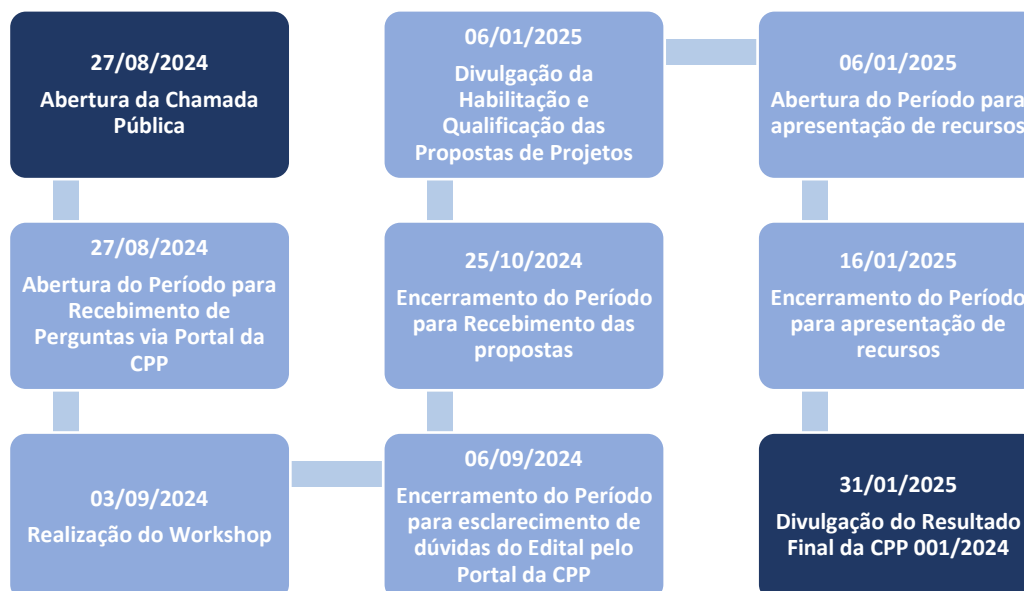 27/08/2024
Abertura da Chamada
Pública
27/08/2024
Abertura do Período para
Recebimento de
Perguntas via Portal da
CPP
03/09/2024
Realização do Workshop
06/09/2024
Encerramento do Período
para esclarecimento de
dúvidas do Edital pelo
Portal da CPP
25/10/2024
Encerramento do Período
para Recebimento das
propostas
06/01/2025
Divulgação da
Habilitação e
Qualificação das
Propostas de Projetos
06/01/2025
Abertura do Período para
apresentação de recursos
16/01/2025
Encerramento do Período
para apresentação de
recursos
31/01/2025
Divulgação do Resultado
Final da CPP 001/2024